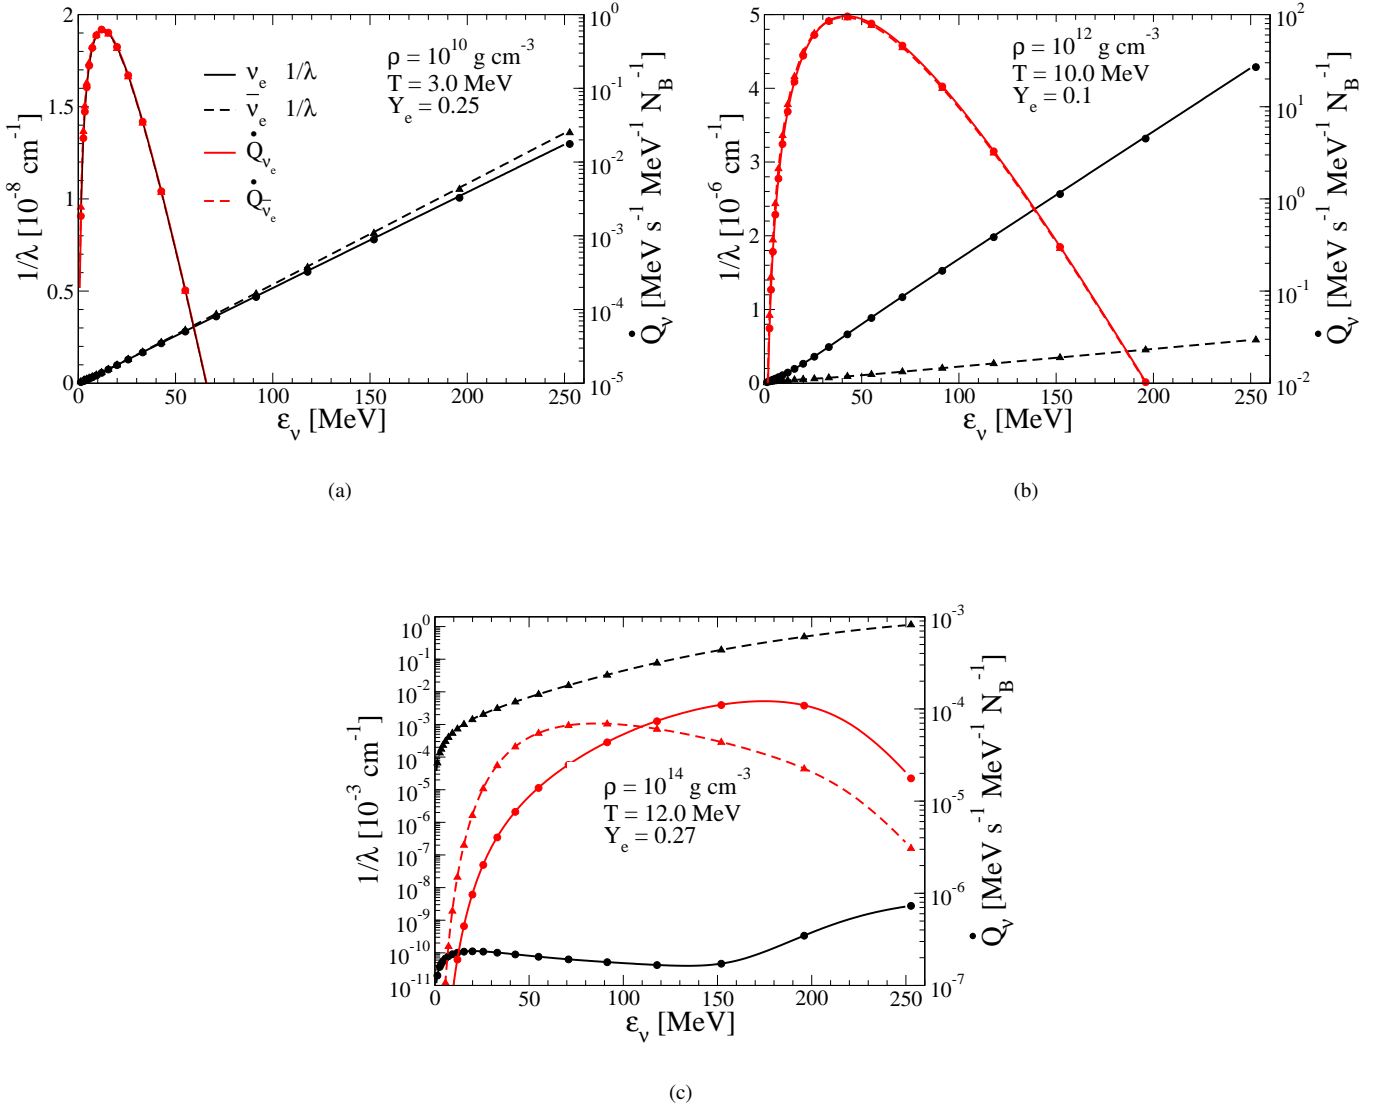 2
1.5
1
0.5
0
1/λ [10^-8 cm^-1]
0 50 100 150 200 250
ε_ν [MeV]
10^0
10^-1
10^-2
10^-3
10^-4
10^-5
Q̇_ν [MeV s^-1 MeV^-1 N_B^-1]
ν_e 1/λ
ν̄_e 1/λ
Q̇_ν_e
Q̇_ν̄_e
ρ = 10^10 g cm^-3
T = 3.0 MeV
Y_e = 0.25
(a)
5
4
3
2
1
0
1/λ [10^-6 cm^-1]
0 50 100 150 200 250
ε_ν [MeV]
10^2
10^1
10^0
10^-1
10^-2
Q̇_ν [MeV s^-1 MeV^-1 N_B^-1]
ρ = 10^12 g cm^-3
T = 10.0 MeV
Y_e = 0.1
(b)
10^0
10^-1
10^-2
10^-3
10^-4
10^-5
10^-6
10^-7
10^-8
10^-9
10^-10
10^-11
1/λ [10^-3 cm^-1]
0 50 100 150 200 250
ε_ν [MeV]
10^-3
10^-4
10^-5
10^-6
10^-7
Q̇_ν [MeV s^-1 MeV^-1 N_B^-1]
ρ = 10^14 g cm^-3
T = 12.0 MeV
Y_e = 0.27
(c)